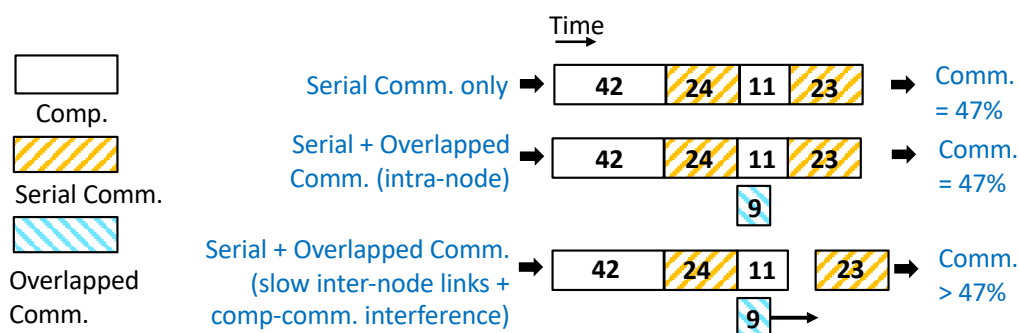 Time
Comp.
Serial Comm.
Overlapped
Comm.
Serial Comm. only
42
24
11
23
Comm.
= 47%
Serial + Overlapped
Comm. (intra-node)
42
24
11
23
9
Comm.
= 47%
Serial + Overlapped Comm.
(slow inter-node links +
comp-comm. interference)
42
24
11
23
9
Comm.
> 47%